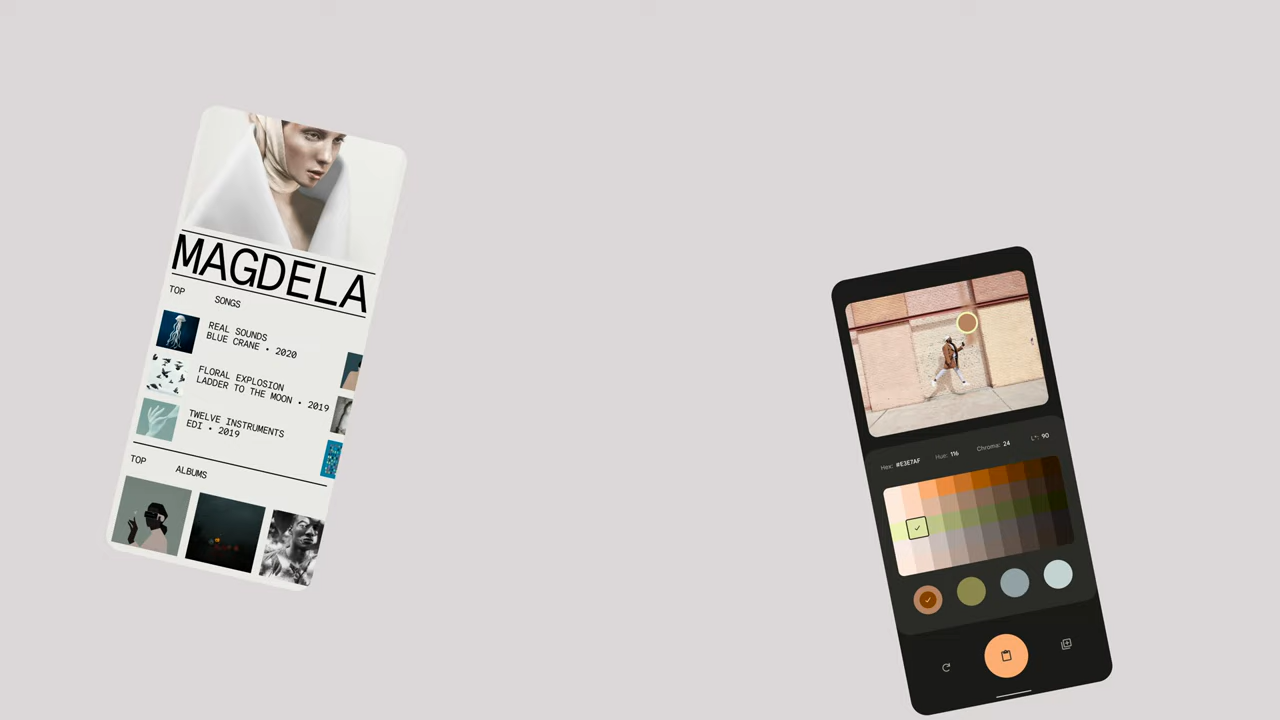 MAGDELA
TOP SONGS
REAL SOUNDS
BLUE CRANE • 2020
FLORAL EXPLOSION
LADDER TO THE MOON • 2019
TWELVE INSTRUMENTS
EDI • 2019
TOP ALBUMS
Hex: #E3E7AF Hue: 116 Chroma: 24 L*: 90